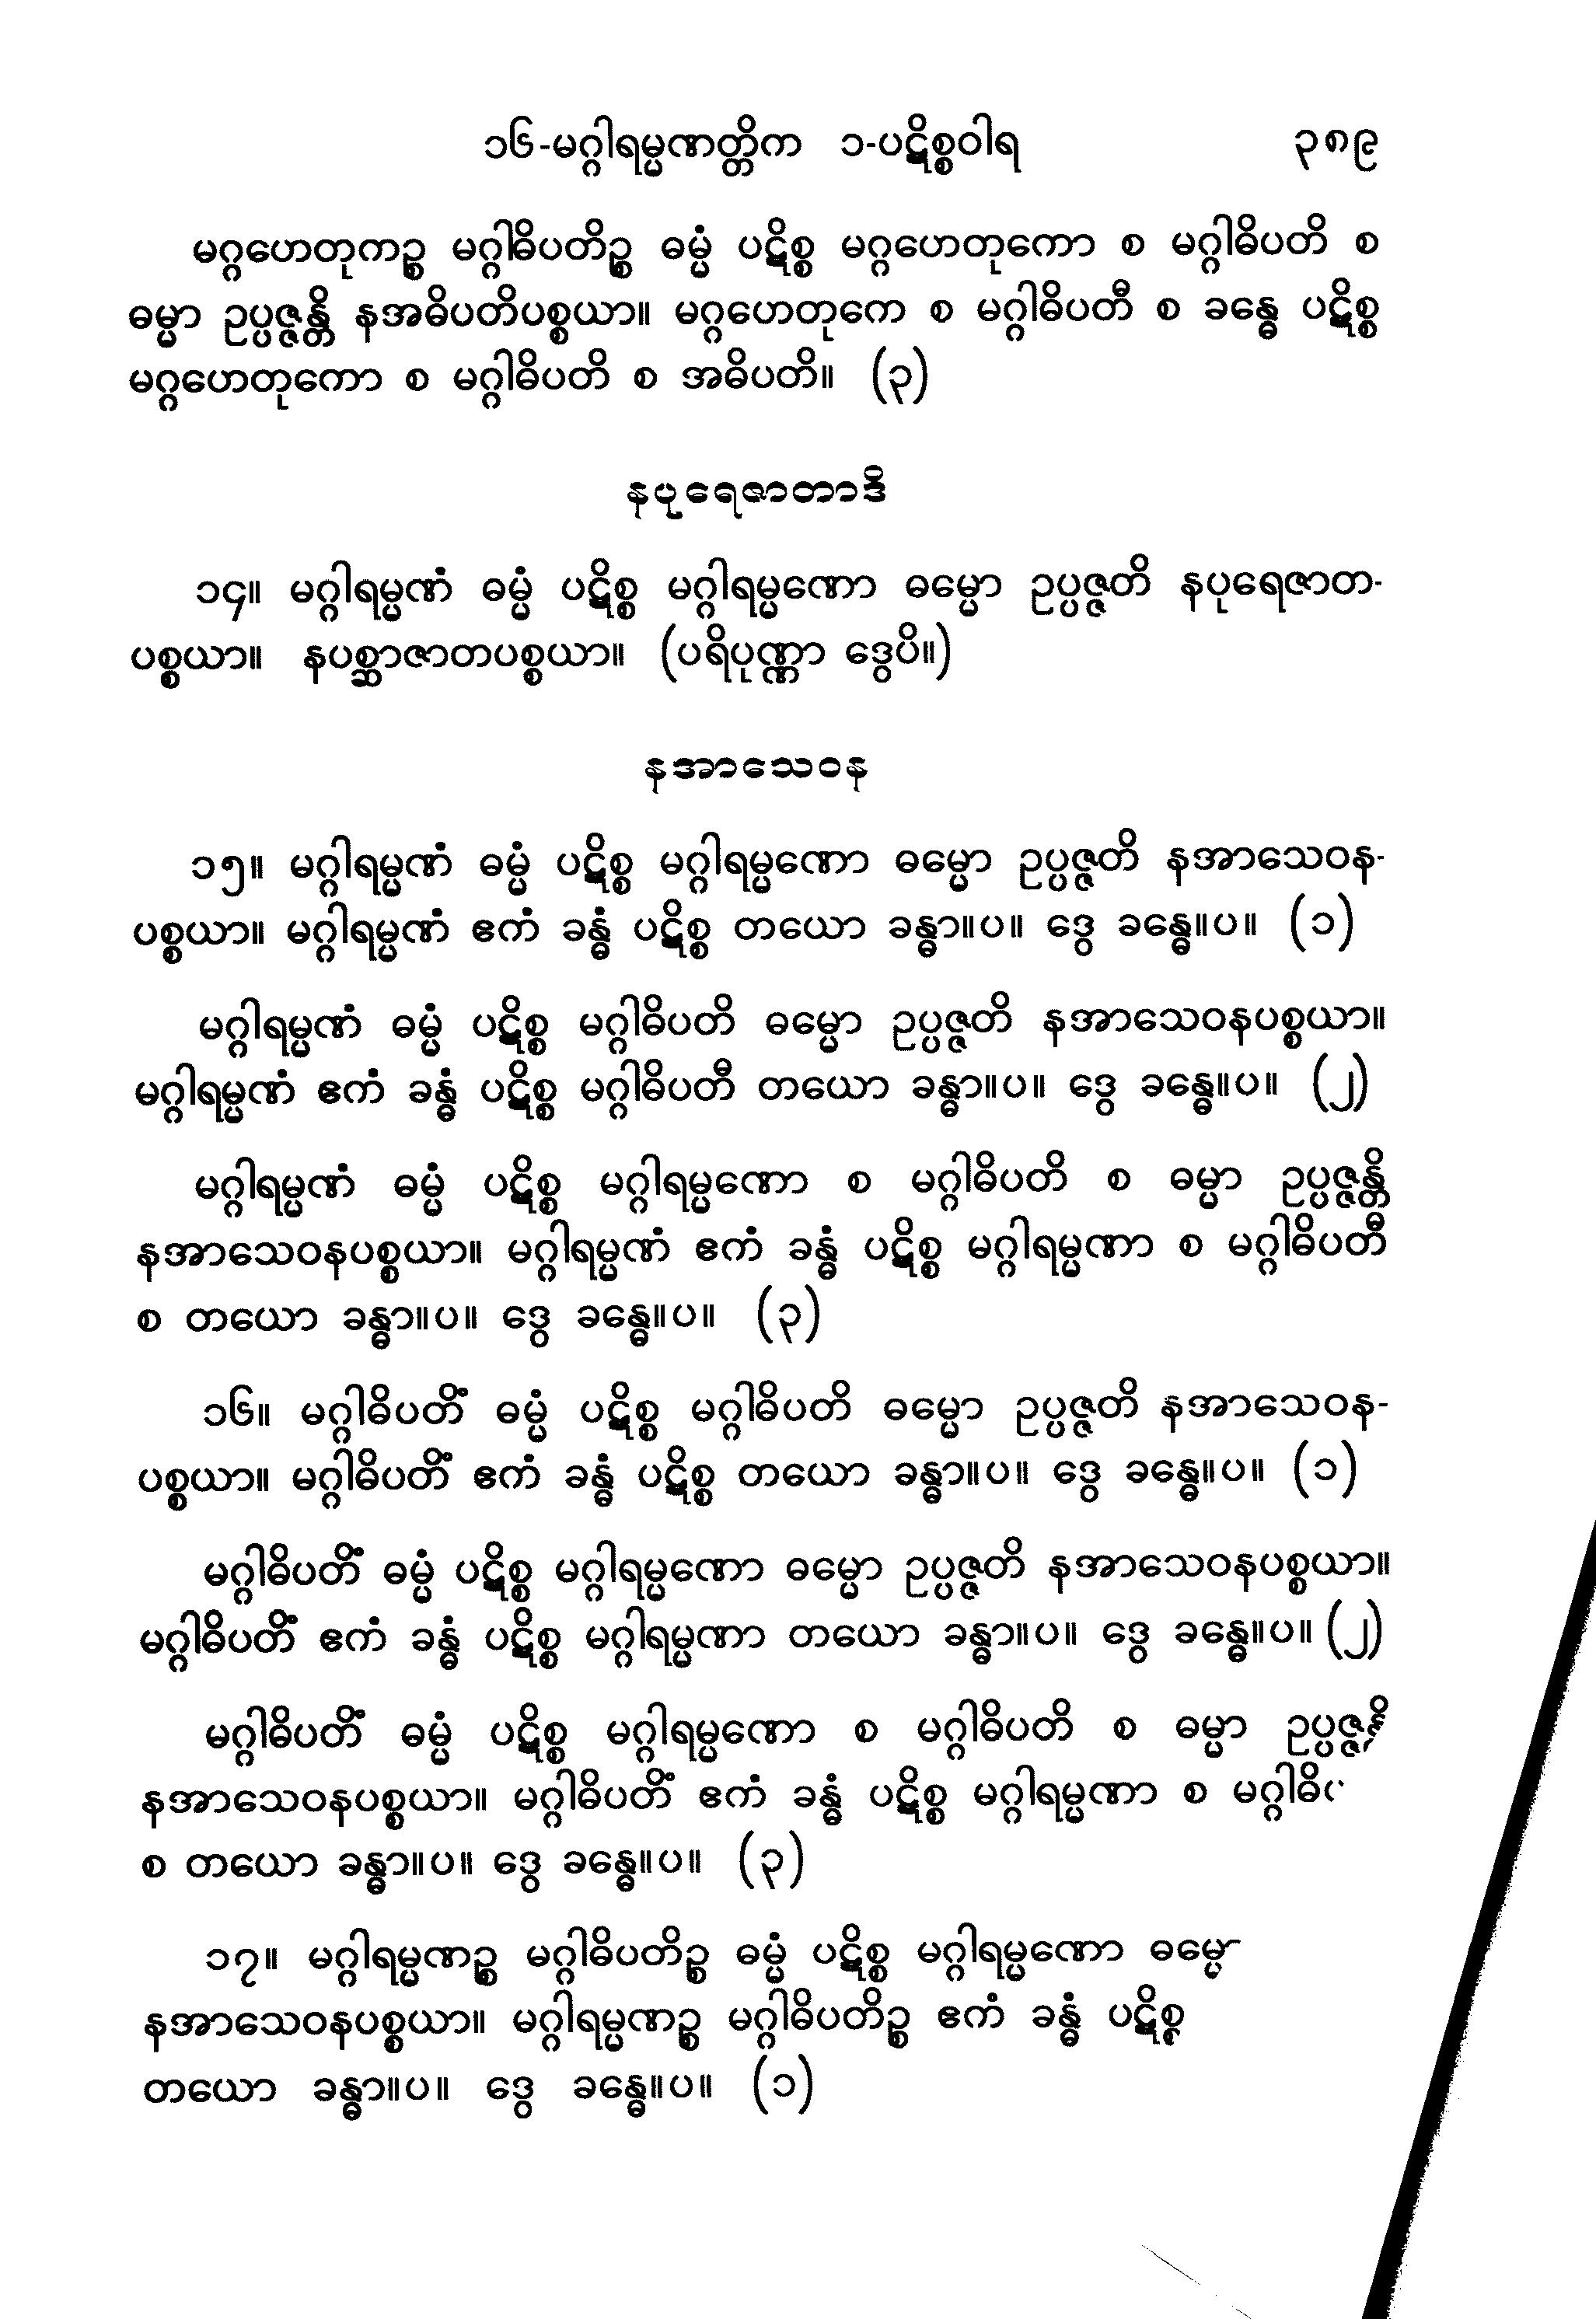 ၁၆-မဂ္ဂါရမ္မဏတ္တိက ၁-ပဋိစ္စဝါရ ၃၈၉
မဂ္ဂဟေတုကဉ္စ မဂ္ဂါဓိပတိဉ္စ ဓမ္မံ ပဋိစ္စ မဂ္ဂဟေတုကော စ မဂ္ဂါဓိပတိ စ
ဓမ္မာ ဥပ္ပဇ္ဇန္တိ နအဓိပတိပစ္စယာ။ မဂ္ဂဟေတုကေ စ မဂ္ဂါဓိပတီ စ ခန္ဓေ ပဋိစ္စ
မဂ္ဂဟေတုကော စ မဂ္ဂါဓိပတိ စ အဓိပတိ။ (၃)
နပုရေဇာတာဒိ
၁၄။ မဂ္ဂါရမ္မဏံ ဓမ္မံ ပဋိစ္စ မဂ္ဂါရမ္မဏော ဓမ္မော ဥပ္ပဇ္ဇတိ နပုရေဇာတ-
ပစ္စယာ။ နပစ္ဆာဇာတပစ္စယာ။ (ပရိပုဏ္ဏာ ဒွေပိ။)
နအာသေဝန
၁၅။ မဂ္ဂါရမ္မဏံ ဓမ္မံ ပဋိစ္စ မဂ္ဂါရမ္မဏော ဓမ္မော ဥပ္ပဇ္ဇတိ နအာသေဝန-
ပစ္စယာ။ မဂ္ဂါရမ္မဏံ ဧကံ ခန္ဓံ ပဋိစ္စ တယော ခန္ဓာ။ပ။ ဒွေ ခန္ဓေ။ပ။ (၁)
မဂ္ဂါရမ္မဏံ ဓမ္မံ ပဋိစ္စ မဂ္ဂါဓိပတိ ဓမ္မော ဥပ္ပဇ္ဇတိ နအာသေဝနပစ္စယာ။
မဂ္ဂါရမ္မဏံ ဧကံ ခန္ဓံ ပဋိစ္စ မဂ္ဂါဓိပတီ တယော ခန္ဓာ။ပ။ ဒွေ ခန္ဓေ။ပ။ (၂)
မဂ္ဂါရမ္မဏံ ဓမ္မံ ပဋိစ္စ မဂ္ဂါရမ္မဏော စ မဂ္ဂါဓိပတိ စ ဓမ္မာ ဥပ္ပဇ္ဇန္တိ
နအာသေဝနပစ္စယာ။ မဂ္ဂါရမ္မဏံ ဧကံ ခန္ဓံ ပဋိစ္စ မဂ္ဂါရမ္မဏာ စ မဂ္ဂါဓိပတီ
စ တယော ခန္ဓာ။ပ။ ဒွေ ခန္ဓေ။ပ။ (၃)
၁၆။ မဂ္ဂါဓိပတိံ ဓမ္မံ ပဋိစ္စ မဂ္ဂါဓိပတိ ဓမ္မော ဥပ္ပဇ္ဇတိ နအာသေဝန-
ပစ္စယာ။ မဂ္ဂါဓိပတိံ ဧကံ ခန္ဓံ ပဋိစ္စ တယော ခန္ဓာ။ပ။ ဒွေ ခန္ဓေ။ပ။ (၁)
မဂ္ဂါဓိပတိံ ဓမ္မံ ပဋိစ္စ မဂ္ဂါရမ္မဏော ဓမ္မော ဥပ္ပဇ္ဇတိ နအာသေဝနပစ္စယာ။
မဂ္ဂါဓိပတိံ ဧကံ ခန္ဓံ ပဋိစ္စ မဂ္ဂါရမ္မဏာ တယော ခန္ဓာ။ပ။ ဒွေ ခန္ဓေ။ပ။ (၂)
မဂ္ဂါဓိပတိံ ဓမ္မံ ပဋိစ္စ မဂ္ဂါရမ္မဏော စ မဂ္ဂါဓိပတိ စ ဓမ္မာ
နအာသေဝနပစ္စယာ။ မဂ္ဂါဓိပတိံ ဧကံ ခန္ဓံ ပဋိစ္စ မဂ္ဂါရမ္မဏာ စ
စ တယော ခန္ဓာ။ပ။ ဒွေ ခန္ဓေ။ပ။ (၃)
၁၇။ မဂ္ဂါရမ္မဏဉ္စ မဂ္ဂါဓိပတိဉ္စ ဓမ္မံ ပဋိစ္စ မဂ္ဂါရမ္မဏော ဓမ္မော
နအာသေဝနပစ္စယာ။ မဂ္ဂါရမ္မဏဉ္စ မဂ္ဂါဓိပတိဉ္စ ဧကံ ခန္ဓံ ပဋိစ္စ
တယော ခန္ဓာ။ပ။ ဒွေ ခန္ဓေ။ပ။ (၁)